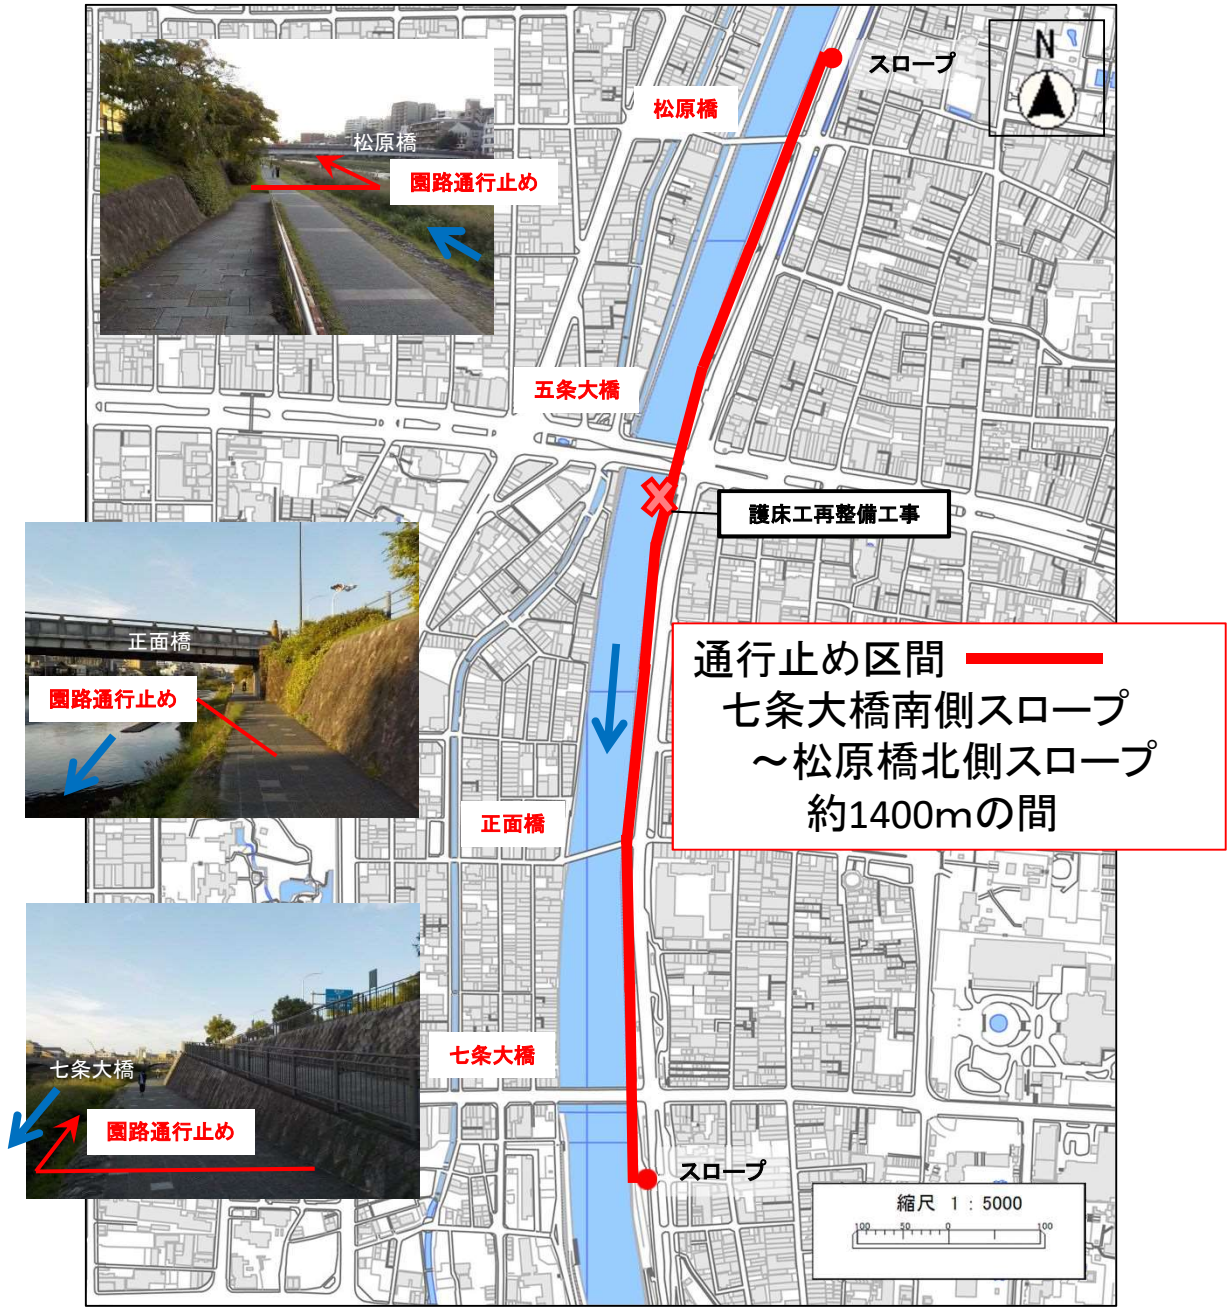 スロープ
N
松原橋
松原橋
園路通行止め
五条大橋
護床工再整備工事
正面橋
園路通行止め
通行止め区間
七条大橋南側スロープ
～松原橋北側スロープ
約1400mの間
正面橋
七条大橋
七条大橋
園路通行止め
スロープ
縮尺 1 : 5000
100 50 0 100